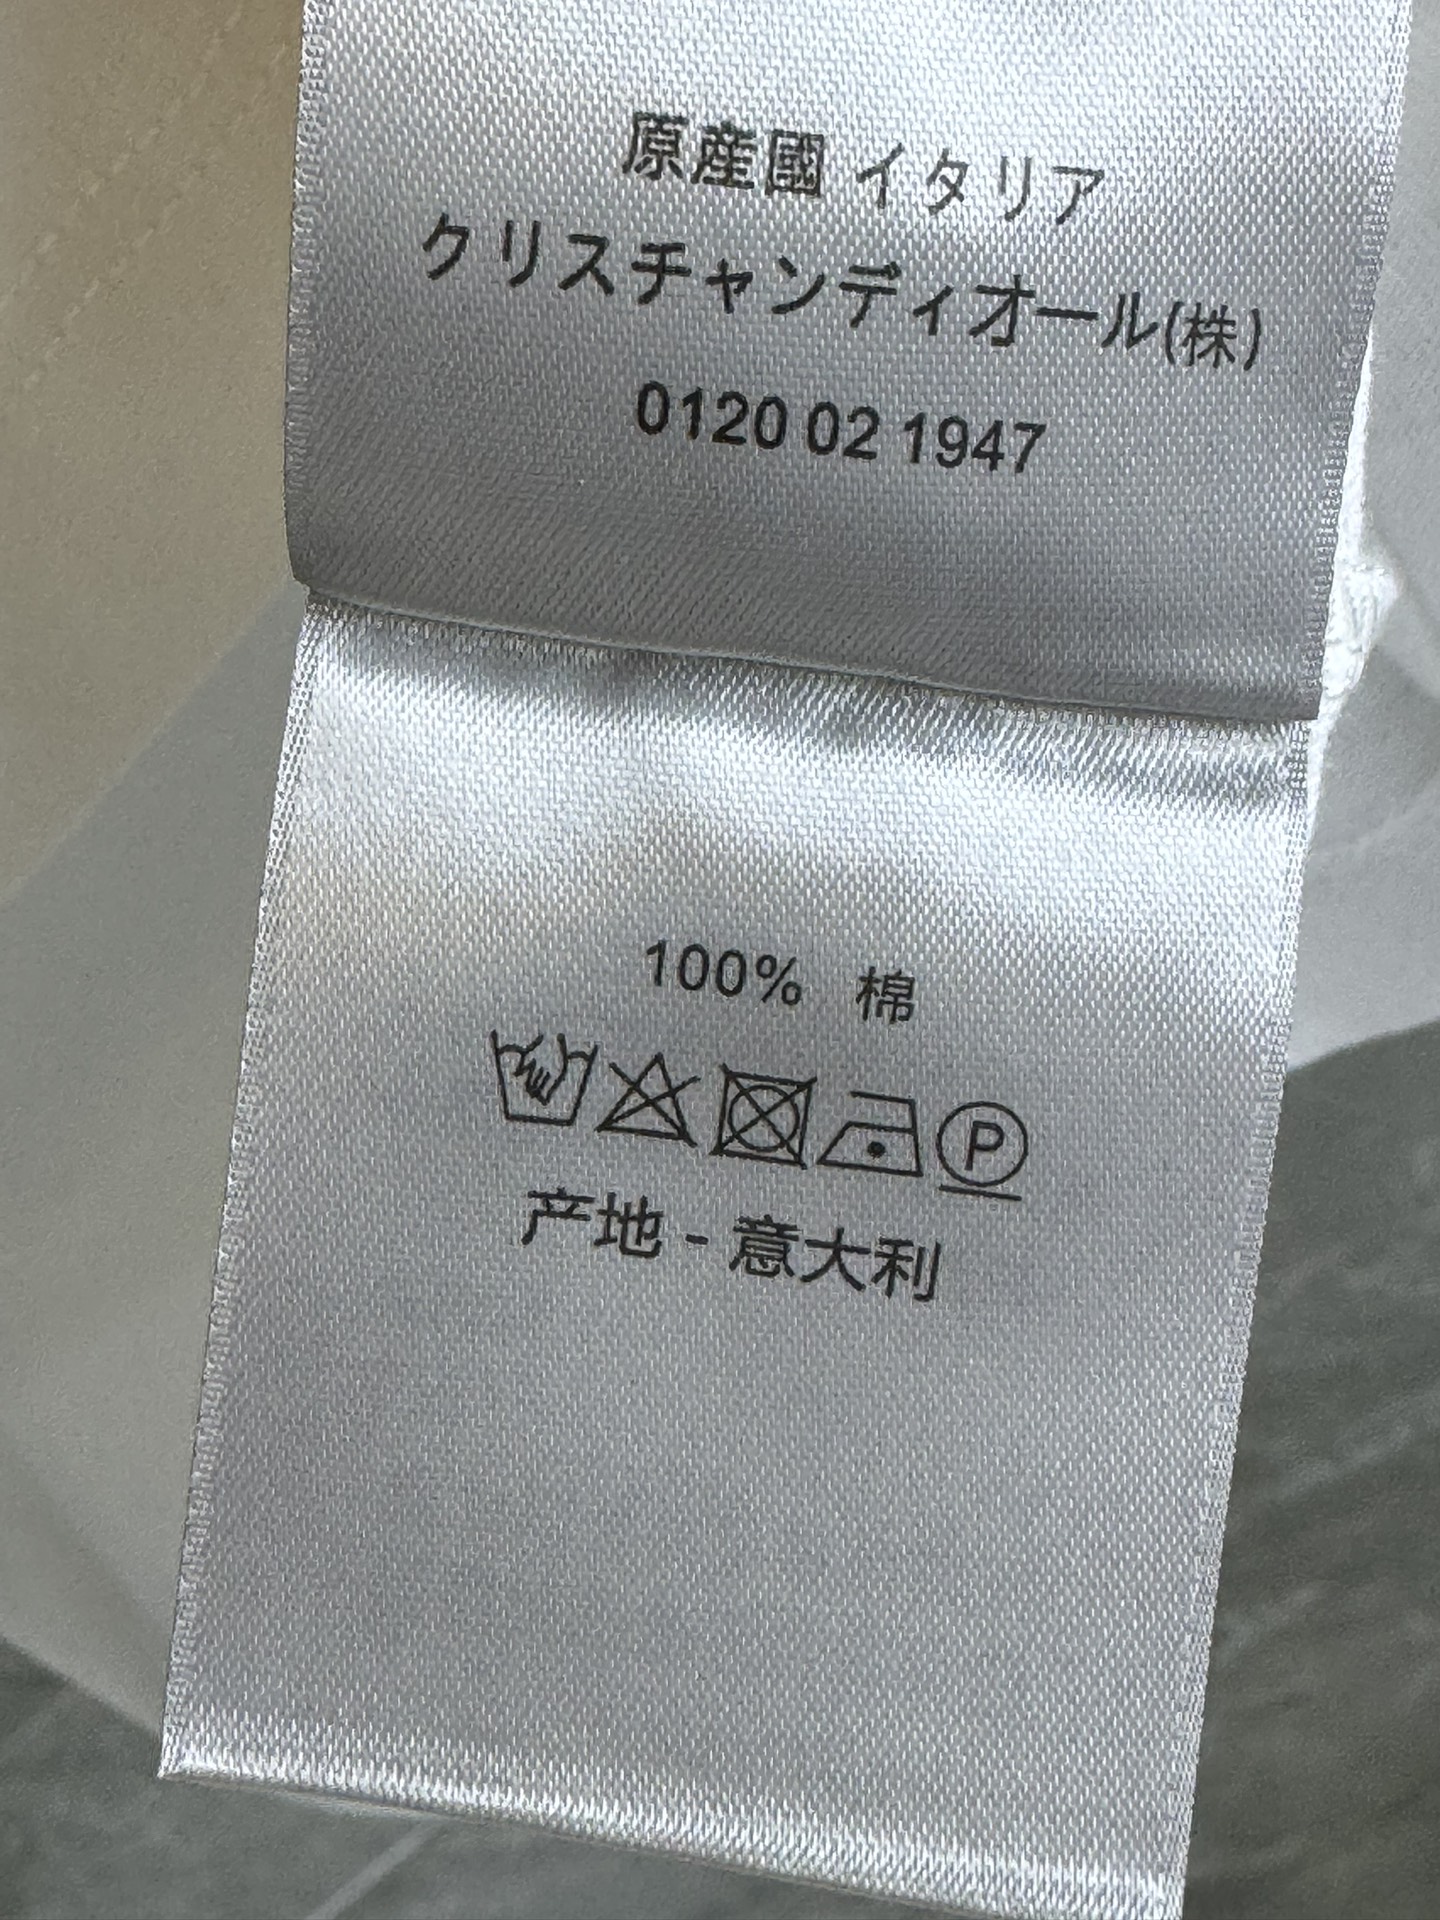 原産國 イタリア
クリスチャンディオール(株)
0120 02 1947
100% 棉
P
产地 - 意大利